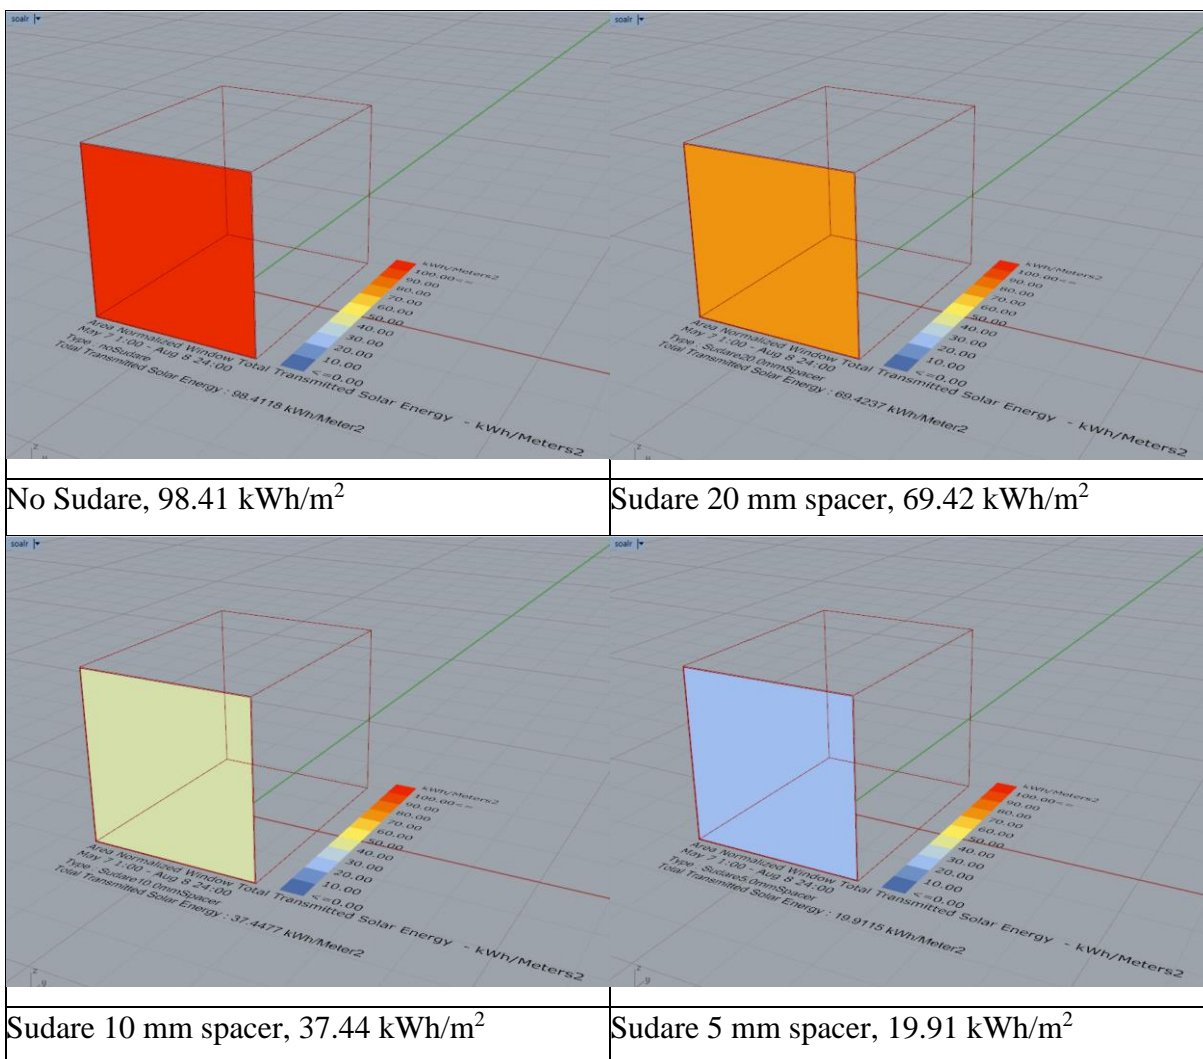 soalr
kWh/Meters2
100.00<=
90.00
80.00
70.00
60.00
50.00
40.00
30.00
20.00
10.00
<=0.00
Area Normalized Window Total Transmitted Solar Energy - kWh/Meters2
May 7 1:00 - Aug 8 24:00
Type : noSudare
Total Transmitted Solar Energy : 98.4118 kWh/Meter2
z
soalr
kWh/Meters2
100.00<=
90.00
80.00
70.00
60.00
50.00
40.00
30.00
20.00
10.00
<=0.00
Area Normalized Window Total Transmitted Solar Energy - kWh/Meters2
May 7 1:00 - Aug 8 24:00
Type : Sudare20.0mmSpacer
Total Transmitted Solar Energy : 69.4237 kWh/Meter2
z
No Sudare, 98.41 kWh/m²
Sudare 20 mm spacer, 69.42 kWh/m²
soalr
kWh/Meters2
100.00<=
90.00
80.00
70.00
60.00
50.00
40.00
30.00
20.00
10.00
<=0.00
Area Normalized Window Total Transmitted Solar Energy - kWh/Meters2
May 7 1:00 - Aug 8 24:00
Type : Sudare10.0mmSpacer
Total Transmitted Solar Energy : 37.4477 kWh/Meter2
z
y
soalr
kWh/Meters2
100.00<=
90.00
80.00
70.00
60.00
50.00
40.00
30.00
20.00
10.00
<=0.00
Area Normalized Window Total Transmitted Solar Energy - kWh/Meters2
May 7 1:00 - Aug 8 24:00
Type : Sudare5.0mmSpacer
Total Transmitted Solar Energy : 19.9115 kWh/Meter2
z
y
Sudare 10 mm spacer, 37.44 kWh/m²
Sudare 5 mm spacer, 19.91 kWh/m²